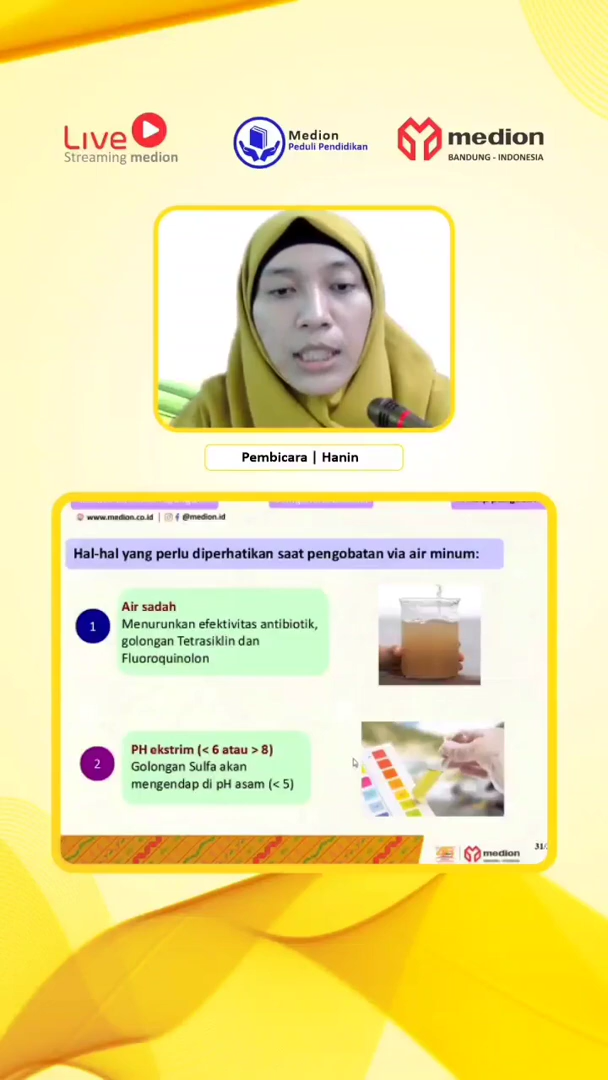 LIVE
Streaming medion
Medion
Peduli Pendidikan
medion
BANDUNG - INDONESIA
Pembicara | Hanin
www.medion.co.id | @medion.id
Hal-hal yang perlu diperhatikan saat pengobatan via air minum:
1
Air sadah
Menurunkan efektivitas antibiotik,
golongan Tetrasiklin dan
Fluoroquinolon
2
PH ekstrim (< 6 atau > 8)
Golongan Sulfa akan
mengendap di pH asam (< 5)
medion
31/